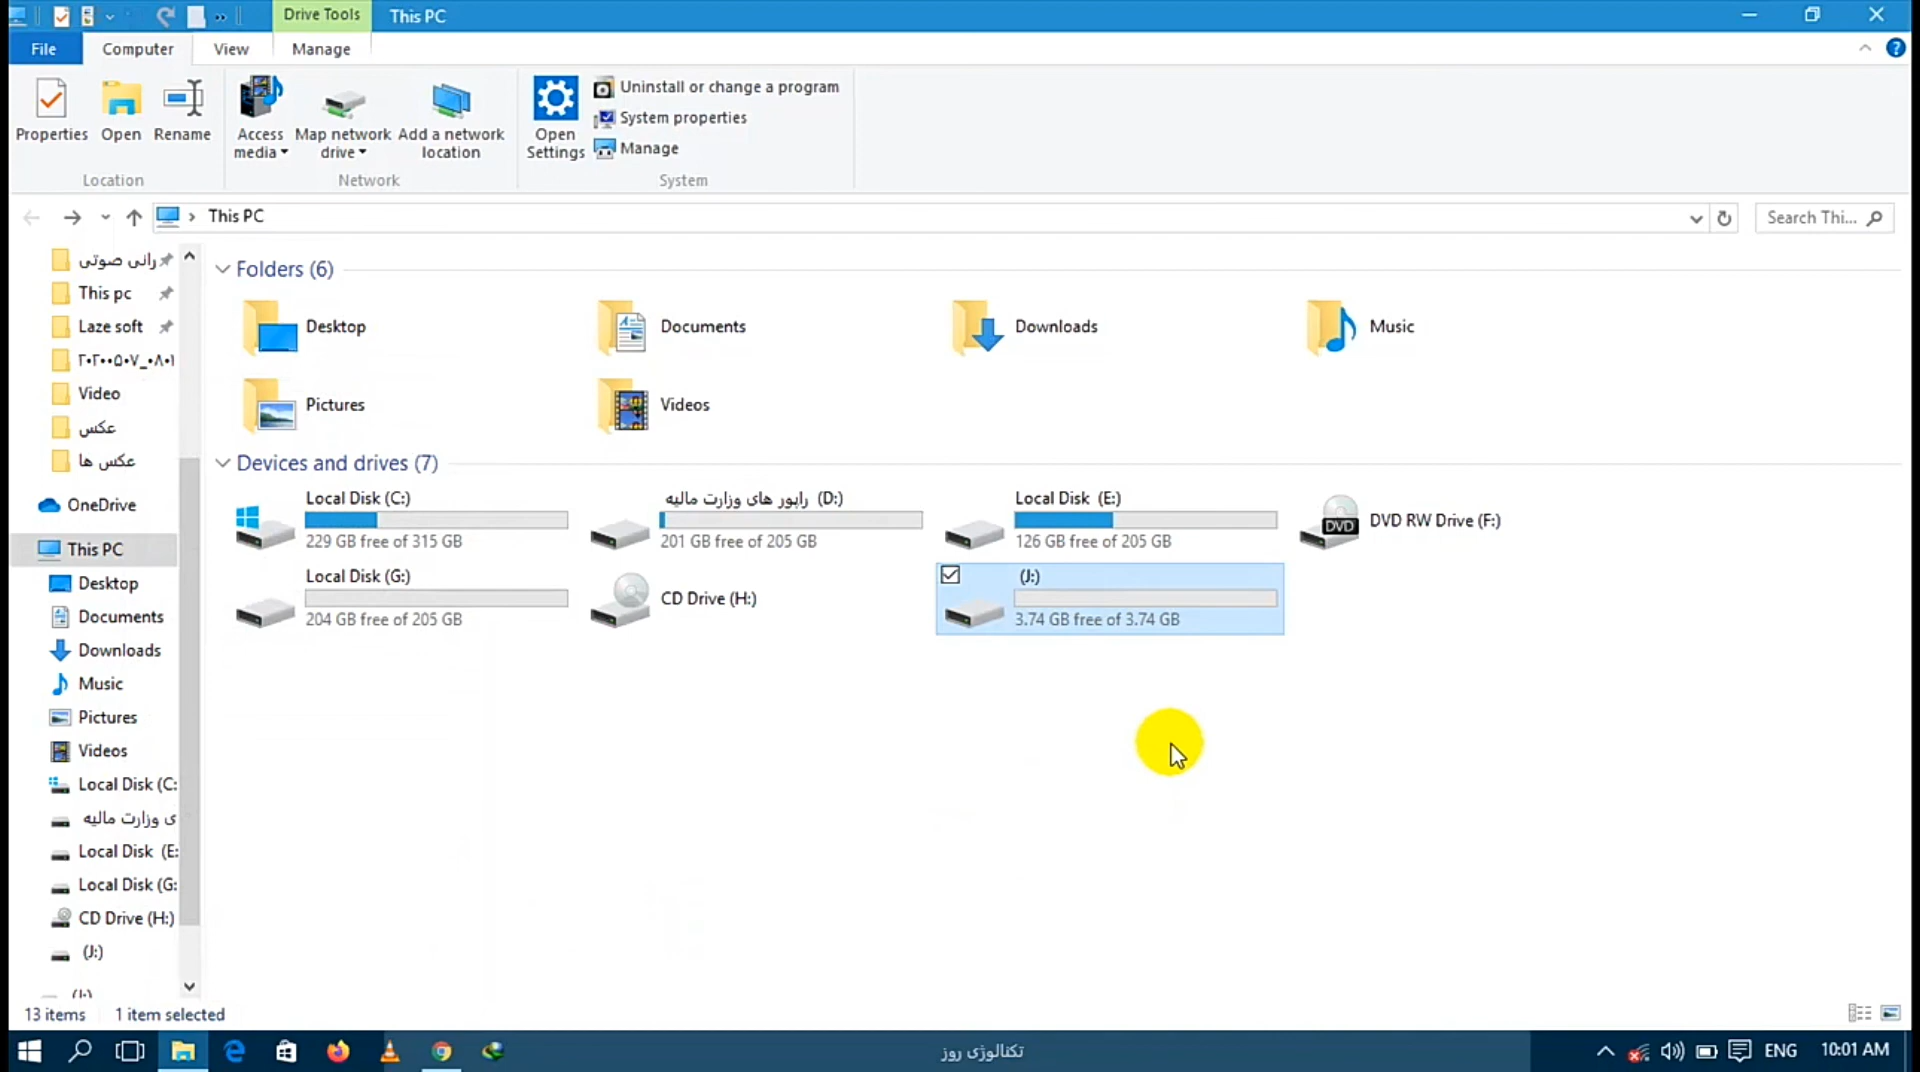 Drive Tools
This PC
File
Computer
View
Manage
Properties
Open
Rename
Access media
Map network drive
Add a network location
Open Settings
Uninstall or change a program
System properties
Manage
Location
Network
System
This PC
Search Thi...
رانی صوتی
This pc
Laze soft
۲۰۲۰۰۵۰۷_۰۸۰۱
Video
عکس
عکس ها
OneDrive
This PC
Desktop
Documents
Downloads
Music
Pictures
Videos
Local Disk (C:
ی وزارت مالیه
Local Disk (E:
Local Disk (G:
CD Drive (H:)
(J:)
Folders (6)
Desktop
Documents
Downloads
Music
Pictures
Videos
Devices and drives (7)
Local Disk (C:)
229 GB free of 315 GB
راپور های وزارت مالیه (D:)
201 GB free of 205 GB
Local Disk (E:)
126 GB free of 205 GB
DVD
DVD RW Drive (F:)
Local Disk (G:)
204 GB free of 205 GB
CD Drive (H:)
(J:)
3.74 GB free of 3.74 GB
13 items
1 item selected
تکنالوژی روز
ENG
10:01 AM